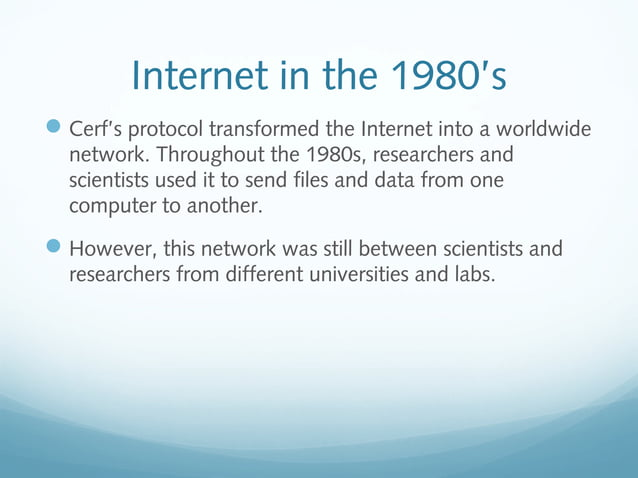 Internet in the 1980's
Cerf's protocol transformed the Internet into a worldwide
network. Throughout the 1980s, researchers and
scientists used it to send files and data from one
computer to another.
However, this network was still between scientists and
researchers from different universities and labs.